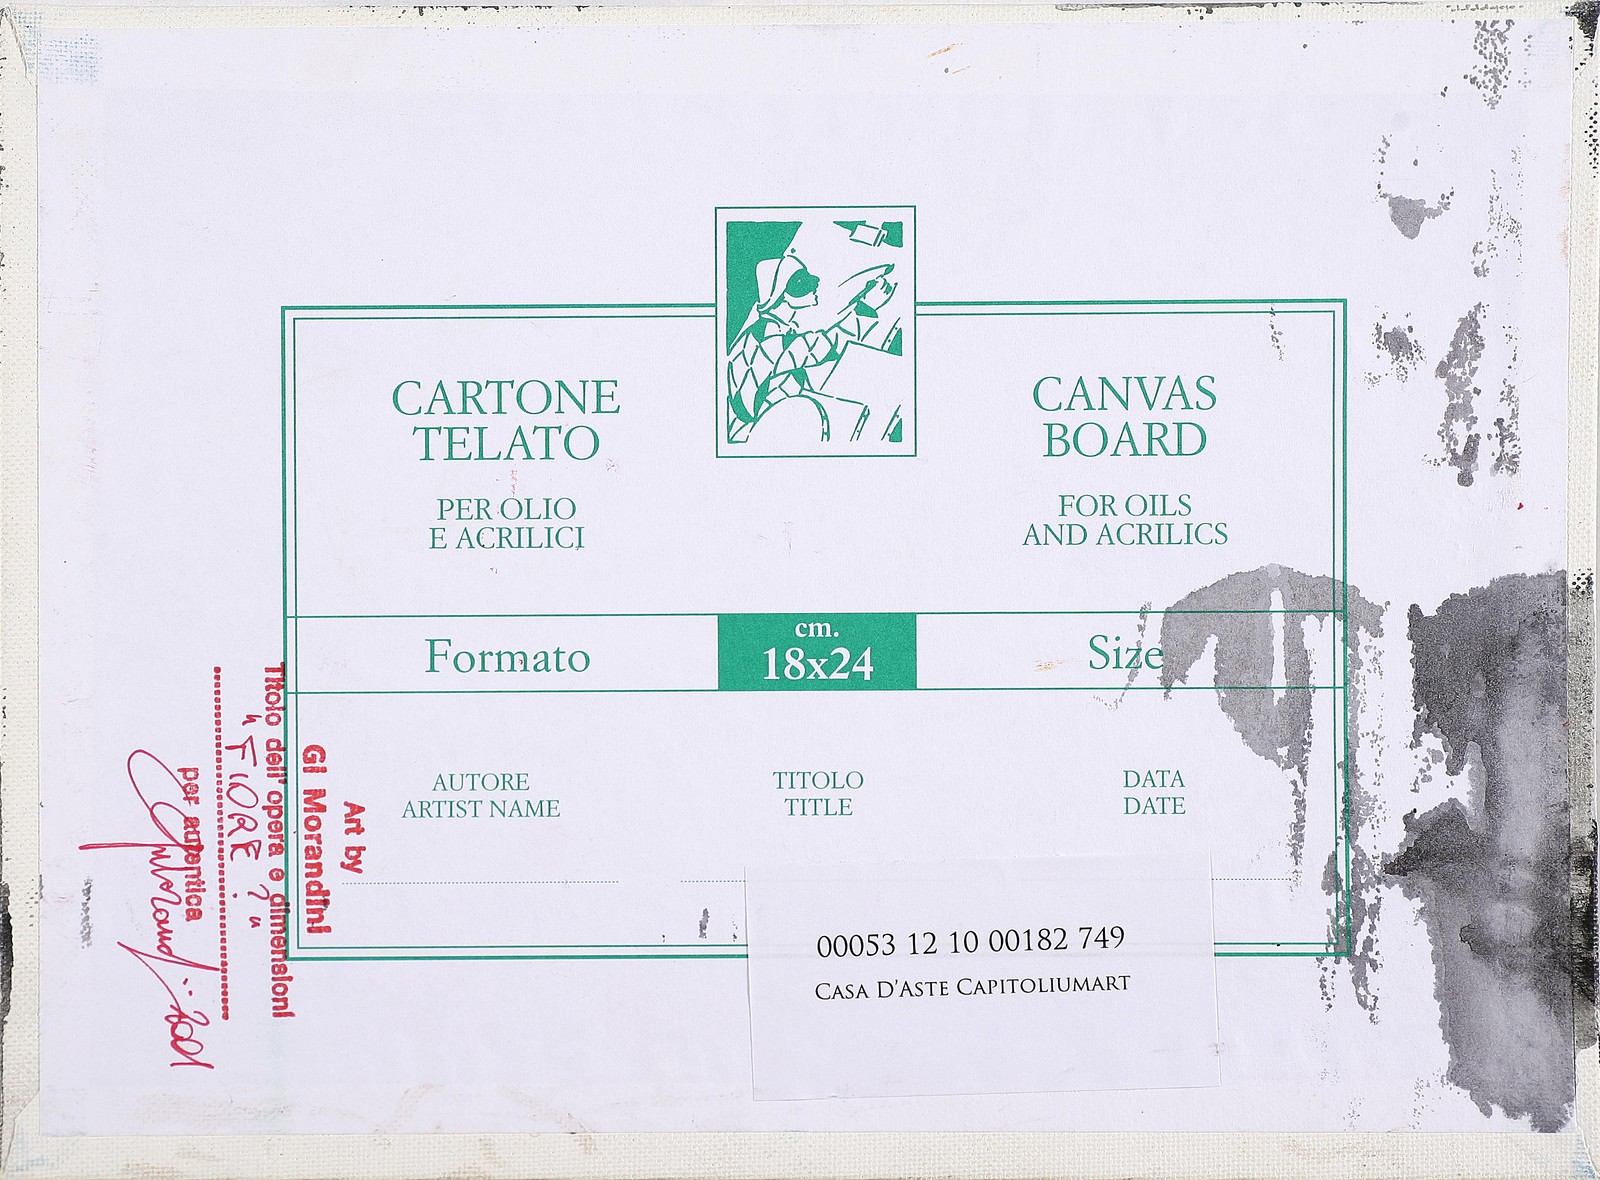 CARTONE
TELATO
PER OLIO
E ACRILICI
CANVAS
BOARD
FOR OILS
AND ACRILICS
Formato
cm.
18x24
Size
AUTORE
ARTIST NAME
TITOLO
TITLE
DATA
DATE
Art by
GI Morandini
Titolo dell'opera e dimensioni
"FIORE. ?"
per autentica
00053 12 10 00182 749
CASA D'ASTE CAPITOLIUMART